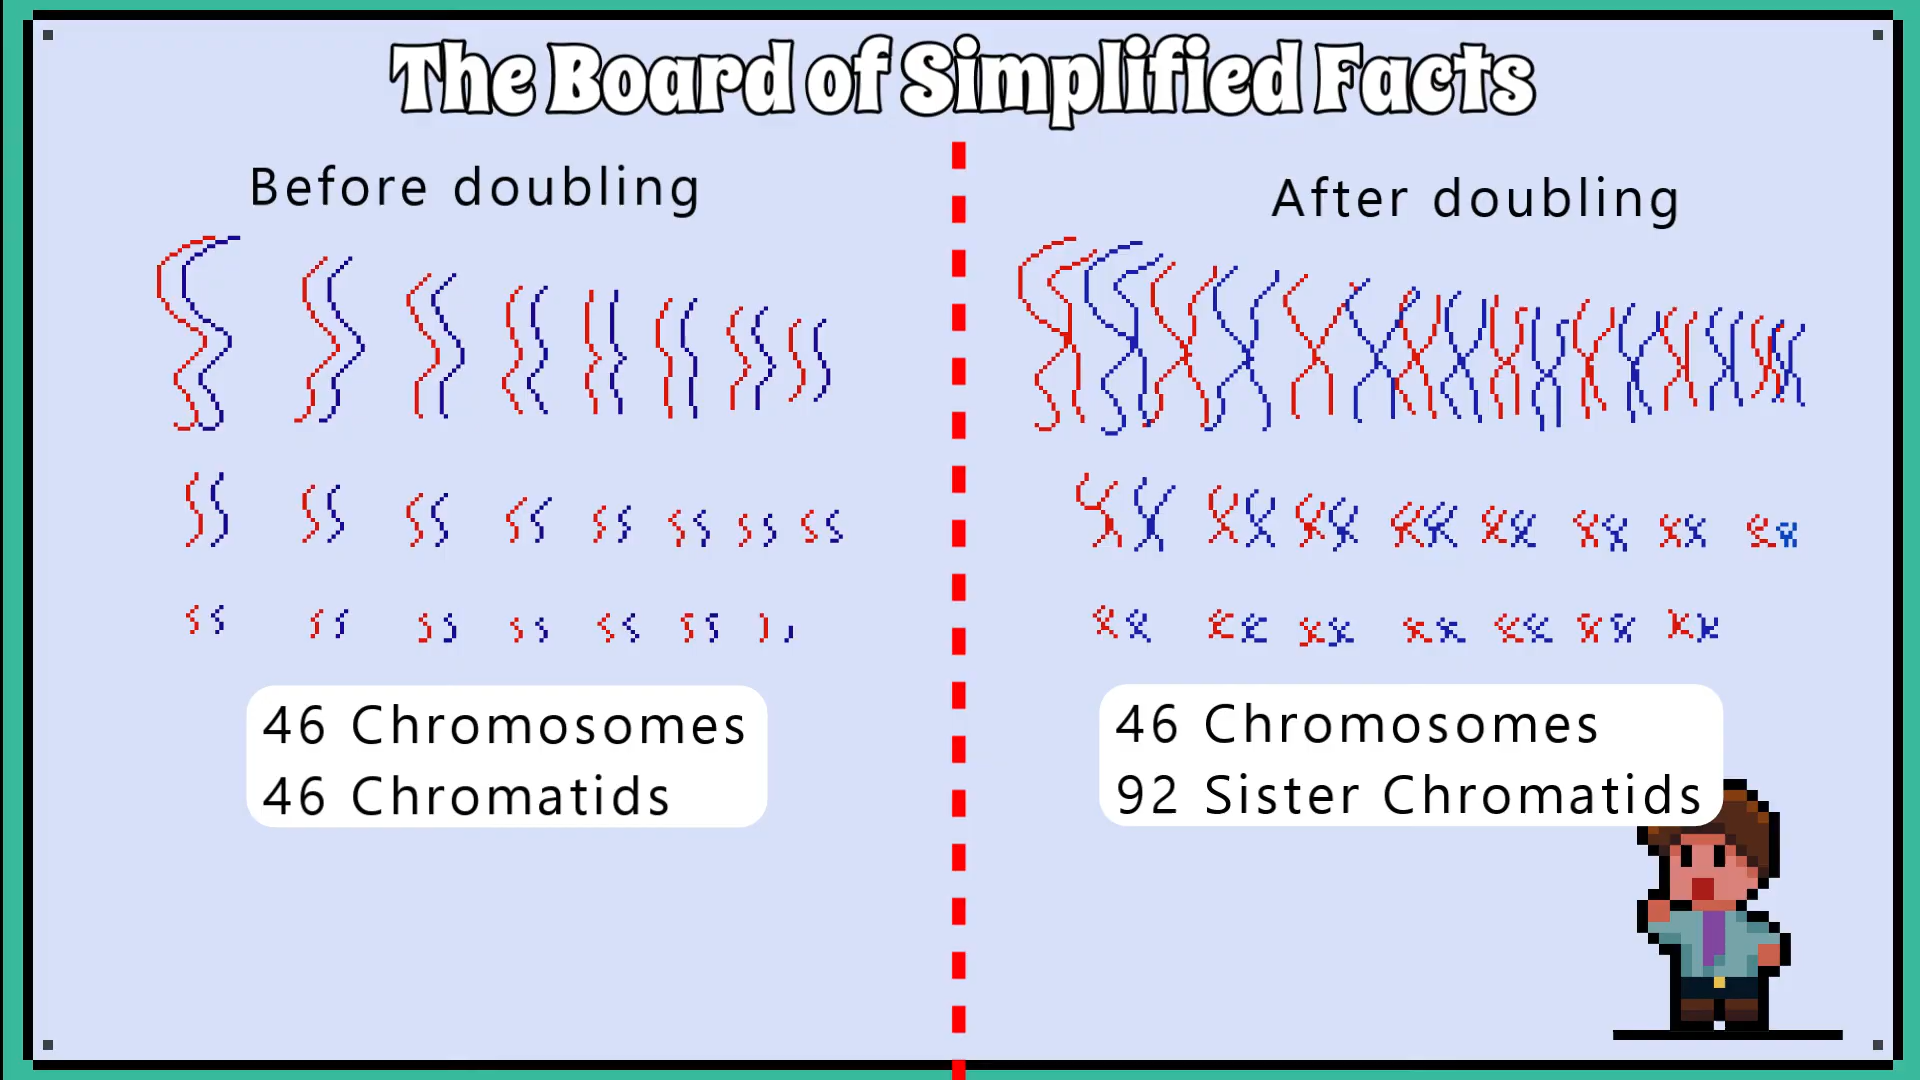 The Board of Simplified Facts
Before doubling
After doubling
46 Chromosomes
46 Chromatids
46 Chromosomes
92 Sister Chromatids